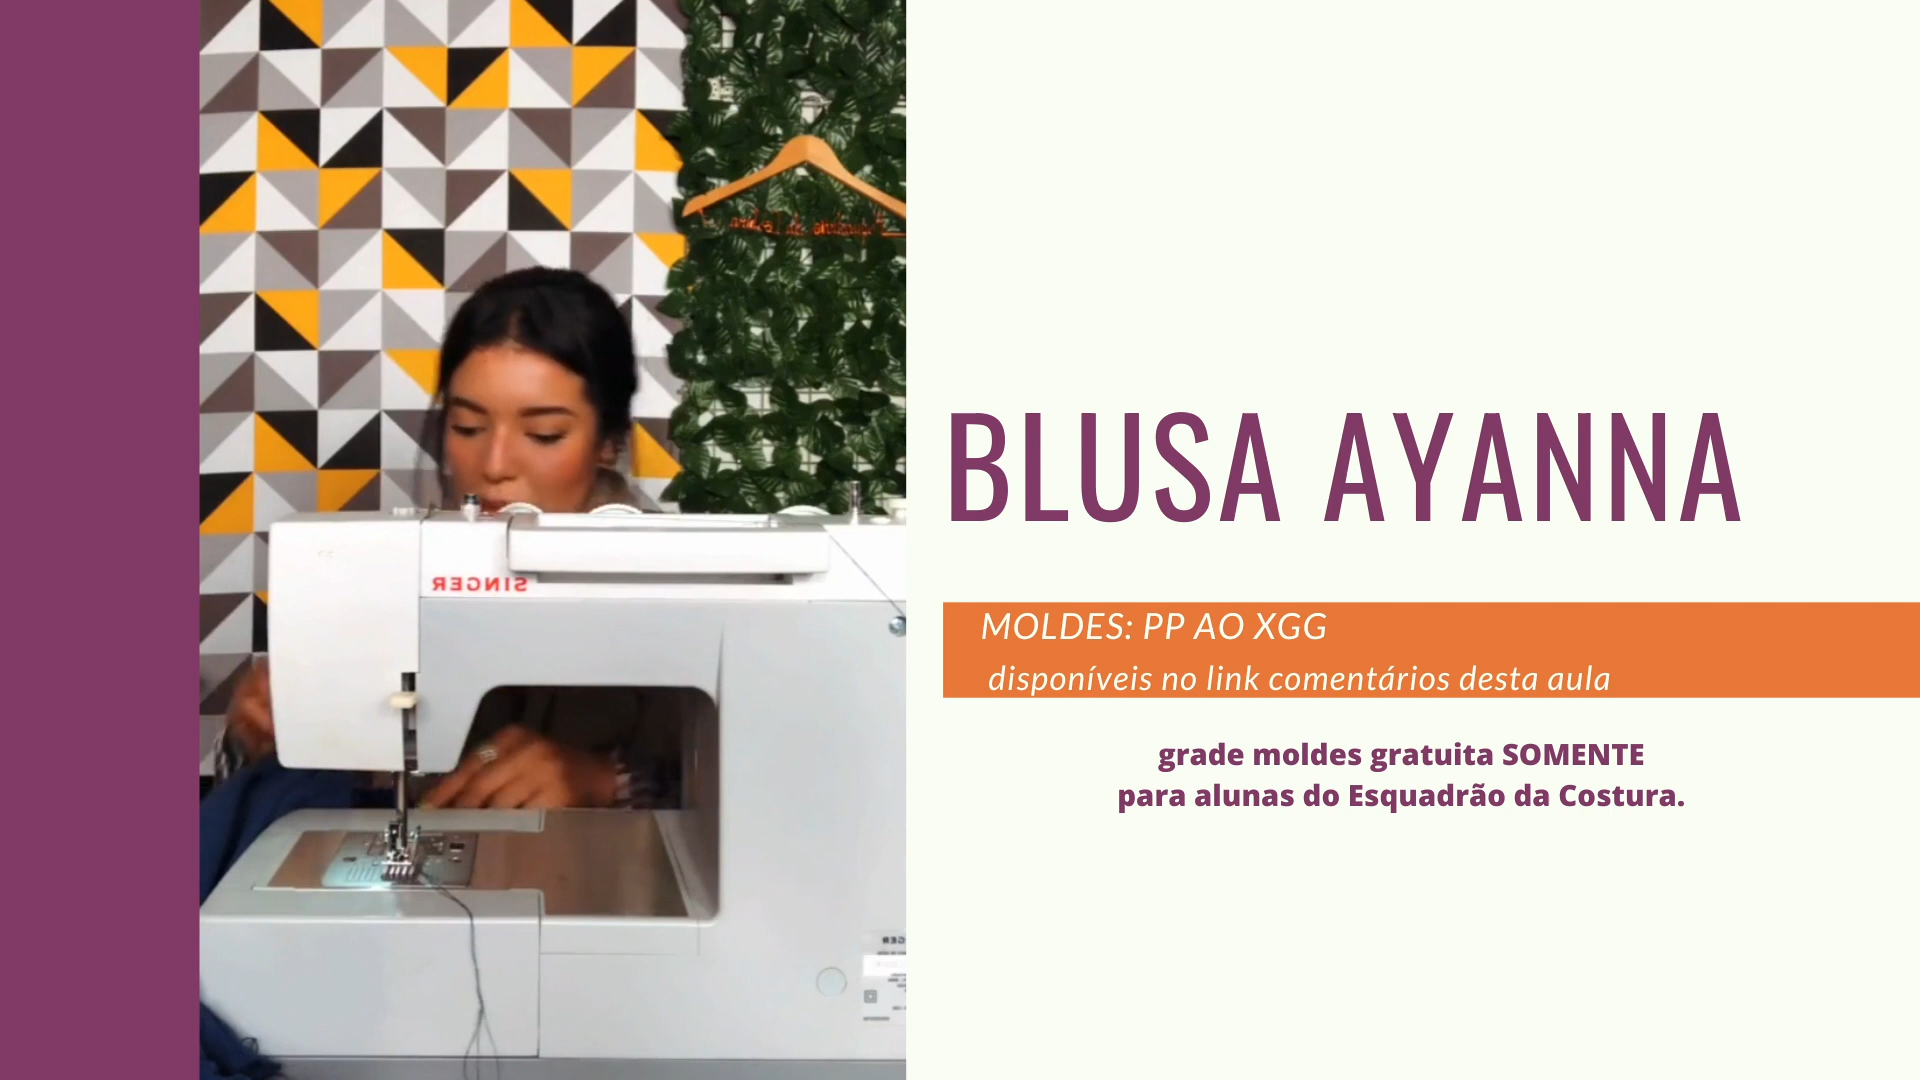 BLUSA AYANNA
MOLDES: PP AO XGG
disponíveis no link comentários desta aula
grade moldes gratuita SOMENTE
para alunas do Esquadrão da Costura.
SINGER
SINGER